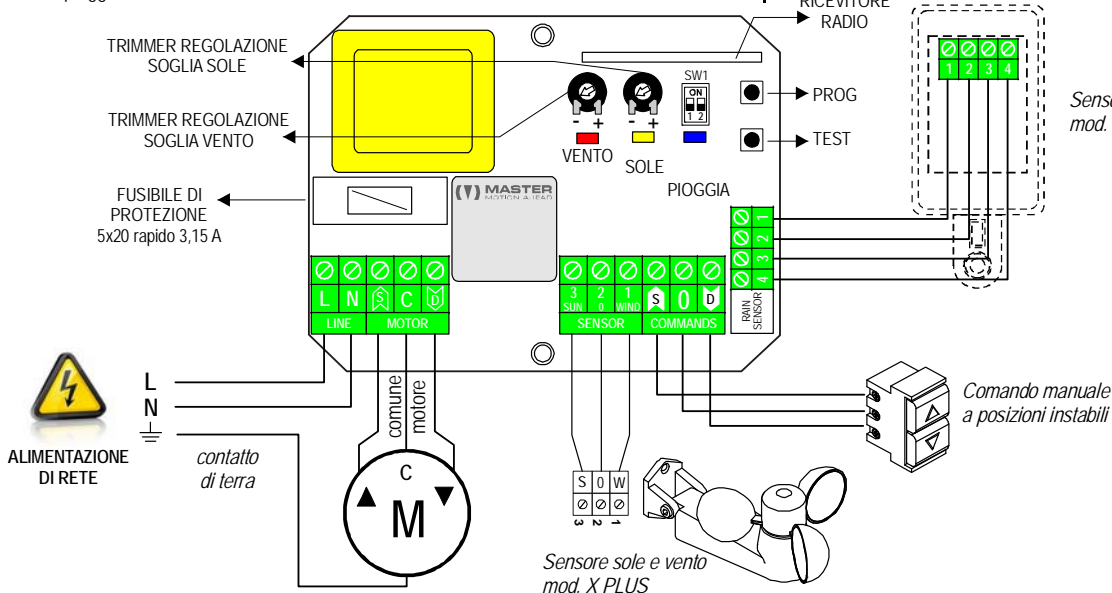 RICEVITORE
RADIO
TRIMMER REGOLAZIONE
SOGLIA SOLE
SW1
ON
1 2
PROG
TRIMMER REGOLAZIONE
SOGLIA VENTO
- +
- +
VENTO
SOLE
TEST
PIOGGIA
1 2 3 4
mod.
FUSIBILE DI
PROTEZIONE
5x20 rapido 3,15 A
MASTER
MOTION AHEAD
L N S C D
LINE MOTOR
3 2 1
SUN 0 WIND
S 0 D
SENSOR COMMANDS
1
2
3
4
RAIN
SENSOR
L
N
ALIMENTAZIONE
DI RETE
contatto
di terra
comune
motore
C
M
S 0 W
3 2 1
Sensore sole e vento
mod. X PLUS
Comando manuale
a posizioni instabili